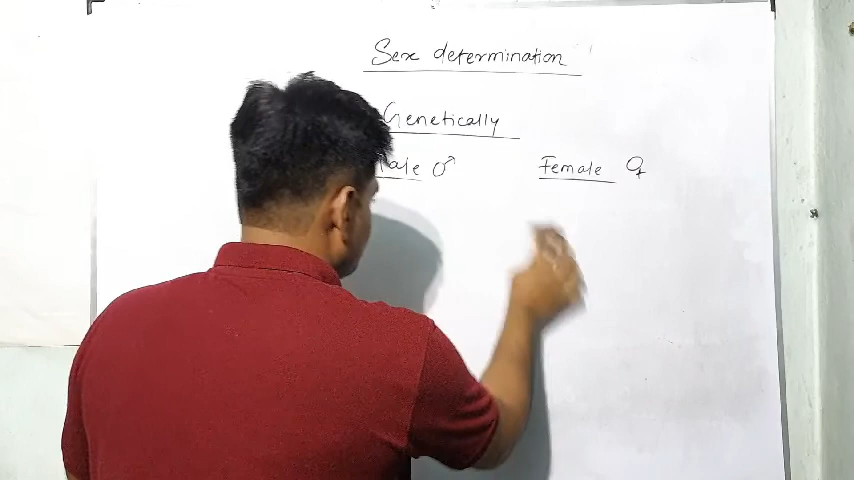 Sex determination
Genetically
Male ♂ Female ♀